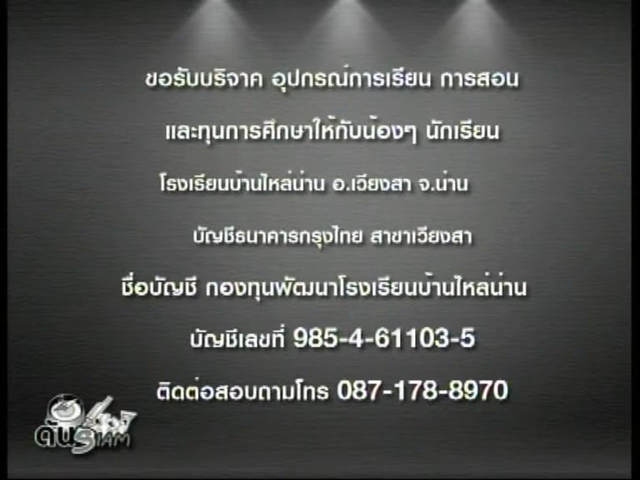 ขอรับบริจาค อุปกรณ์การเรียน การสอน
และทุนการศึกษาให้กับน้องๆ นักเรียน
โรงเรียนบ้านไหล่น่าน อ.เวียงสา จ.น่าน
บัญชีธนาคารกรุงไทย สาขาเวียงสา
ชื่อบัญชี กองทุนพัฒนาโรงเรียนบ้านไหล่น่าน
บัญชีเลขที่ 985-4-61103-5
ติดต่อสอบถามโทร 087-178-8970
SIAM